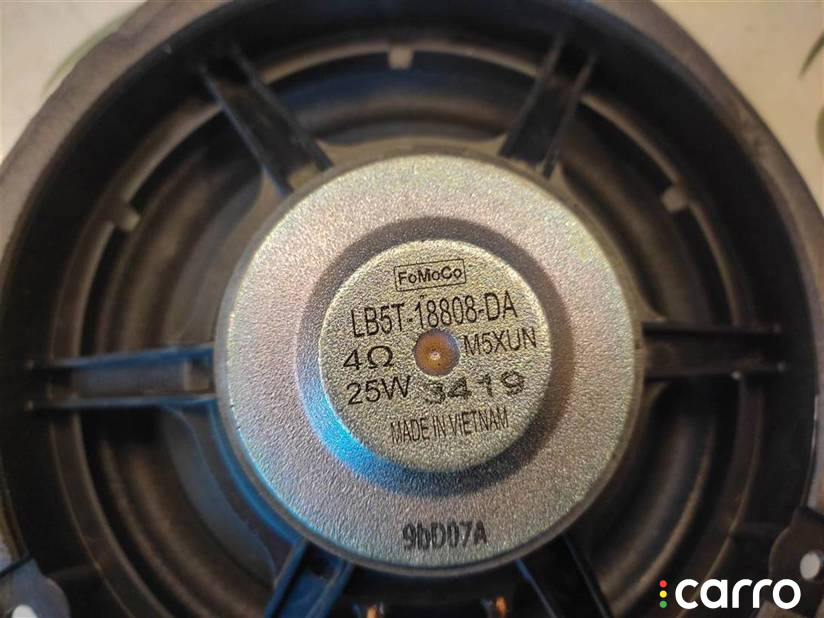 FoMoCo
LB5T-18808-DA
4Ω M5XUN
25W 3419
MADE IN VIETNAM
9bD07A
carro